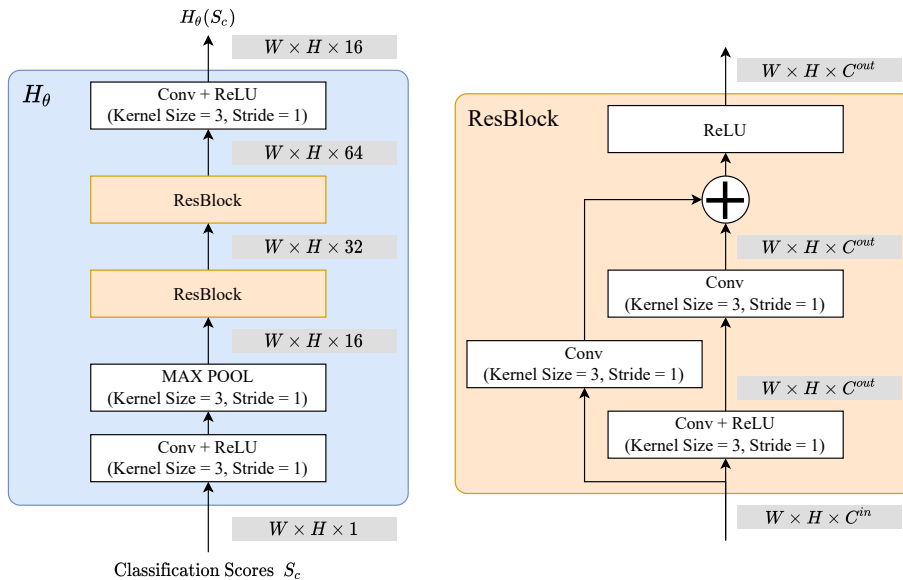 H_θ(S_c)
W × H × 16
H_θ
Conv + ReLU
(Kernel Size = 3, Stride = 1)
W × H × 64
ResBlock
W × H × 32
ResBlock
W × H × 16
MAX POOL
(Kernel Size = 3, Stride = 1)
Conv + ReLU
(Kernel Size = 3, Stride = 1)
W × H × 1
Classification Scores S_c
W × H × C^{out}
ResBlock
ReLU
W × H × C^{out}
Conv
(Kernel Size = 3, Stride = 1)
Conv
(Kernel Size = 3, Stride = 1)
W × H × C^{out}
Conv + ReLU
(Kernel Size = 3, Stride = 1)
W × H × C^{in}